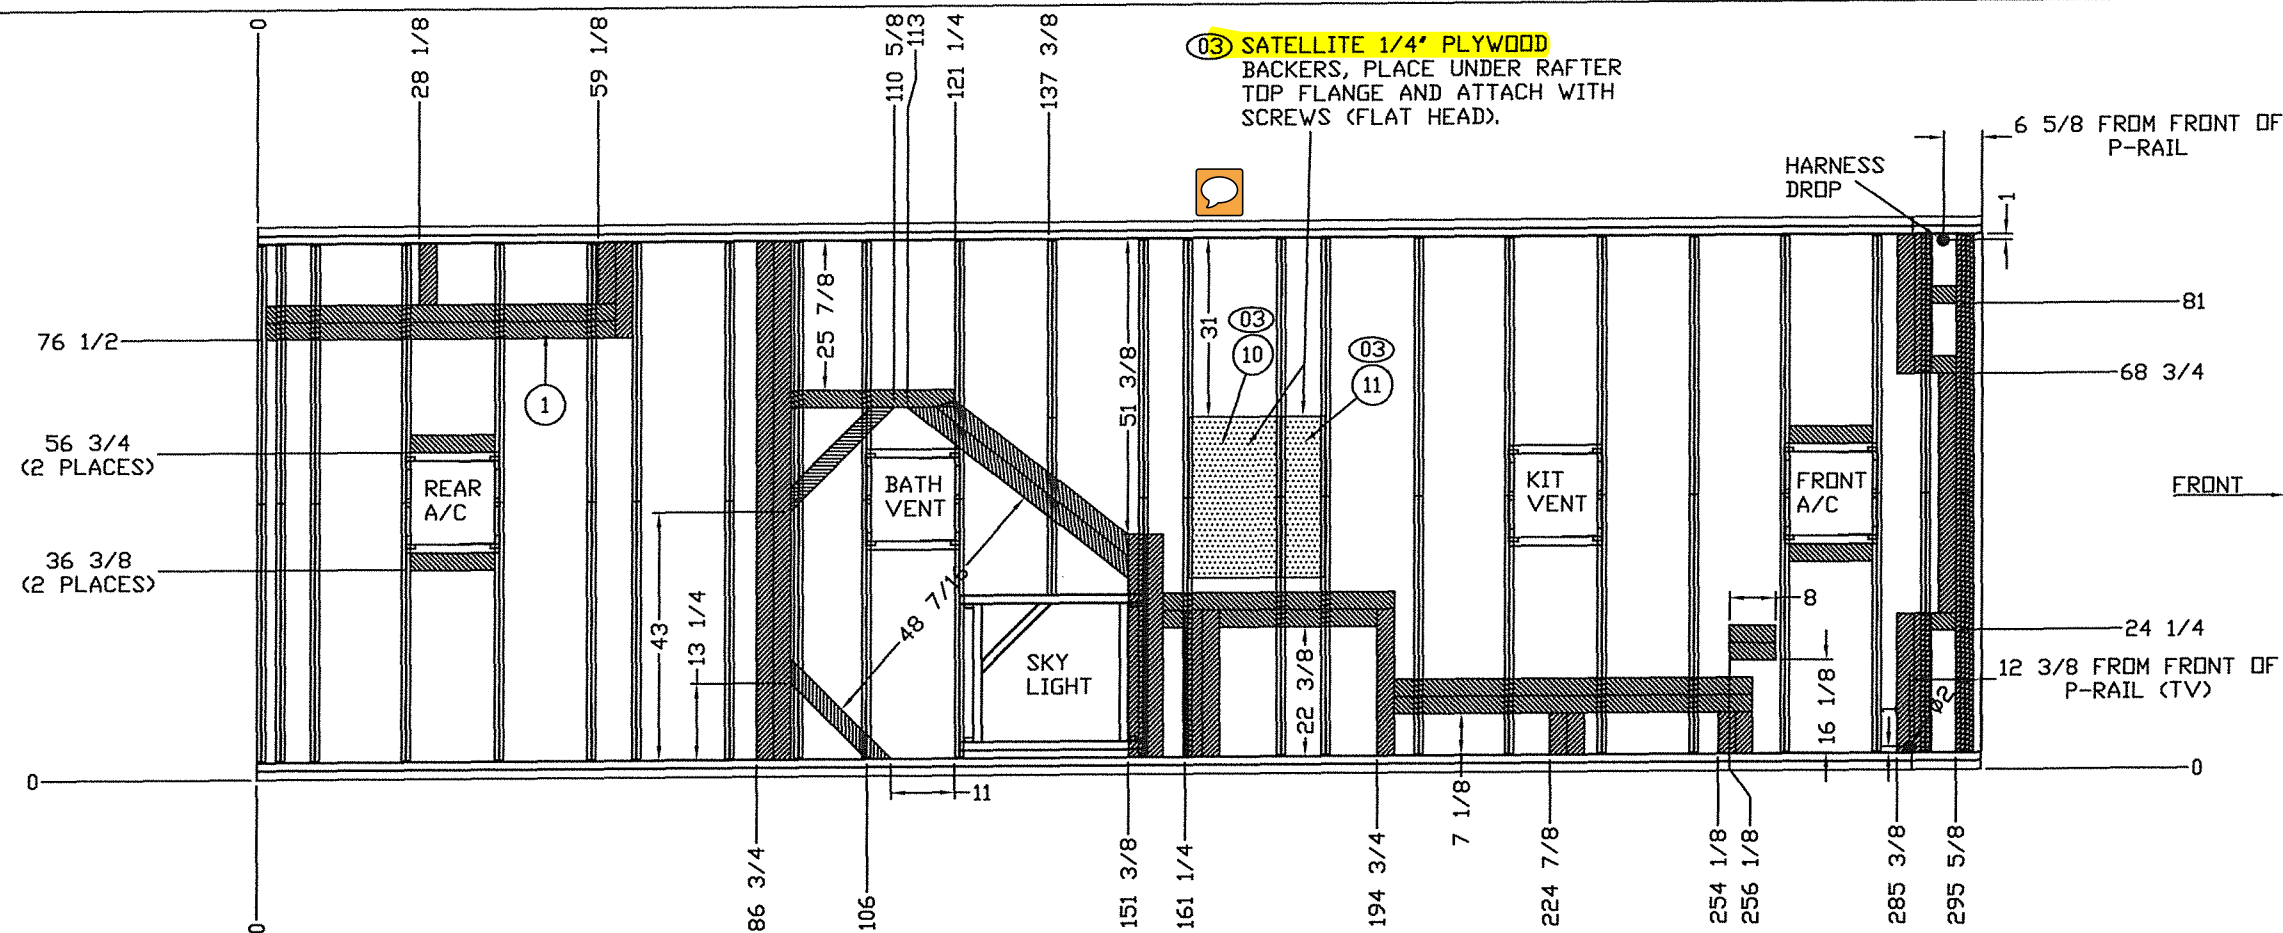 0
28 1/8
59 1/8
110 5/8
113
121 1/4
137 3/8
03 SATELLITE 1/4" PLYWOOD
BACKERS, PLACE UNDER RAFTER
TOP FLANGE AND ATTACH WITH
SCREWS (FLAT HEAD).
6 5/8 FROM FRONT OF
P-RAIL
HARNESS
DROP
1
76 1/2
1
25 7/8
51 3/8
31
03
10
03
11
81
68 3/4
56 3/4
(2 PLACES)
REAR
A/C
BATH
VENT
KIT
VENT
FRONT
A/C
FRONT
36 3/8
(2 PLACES)
43
13 1/4
48 7/16
SKY
LIGHT
22 3/8
8
16 1/8
24 1/4
12 3/8 FROM FRONT OF
P-RAIL (TV)
Ø2
0
0
11
7 1/8
0
86 3/4
106
151 3/8
161 1/4
194 3/4
224 7/8
254 1/8
256 1/8
285 3/8
295 5/8